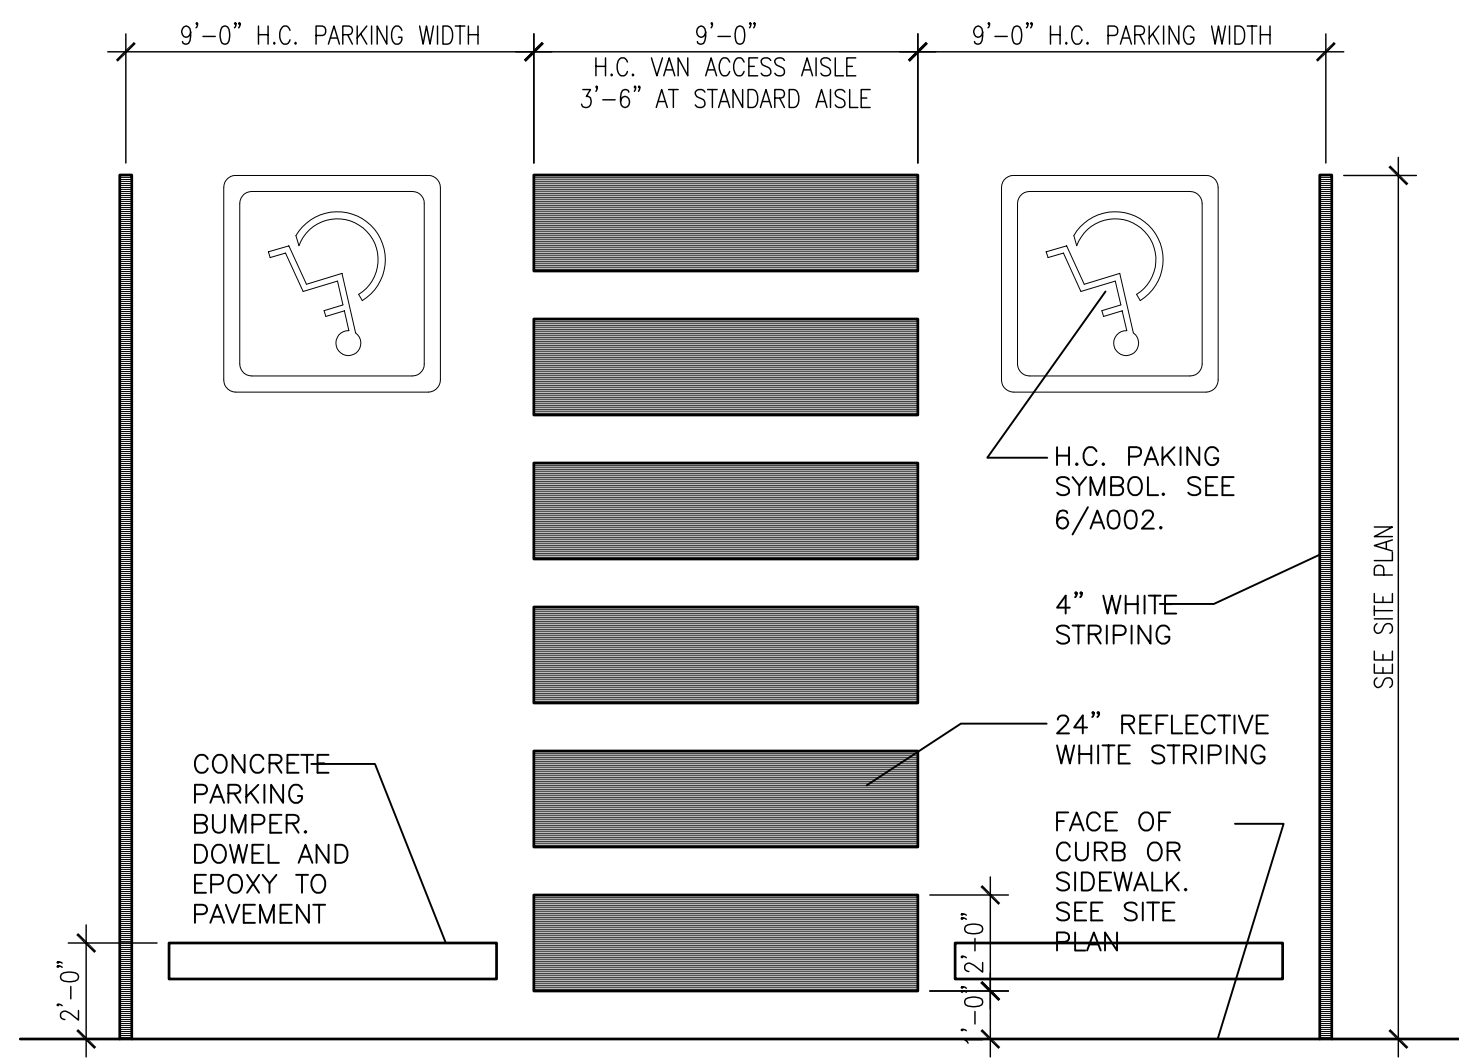 9'-0" H.C. PARKING WIDTH
9'-0"
H.C. VAN ACCESS AISLE
3'-6" AT STANDARD AISLE
9'-0" H.C. PARKING WIDTH
H.C. PAKING
SYMBOL. SEE
6/A002.
4" WHITE
STRIPING
SEE SITE PLAN
24" REFLECTIVE
WHITE STRIPING
CONCRETE
PARKING
BUMPER.
DOWEL AND
EPOXY TO
PAVEMENT
FACE OF
CURB OR
SIDEWALK.
SEE SITE
PLAN
2'-0"
2'-0"
1'-0"